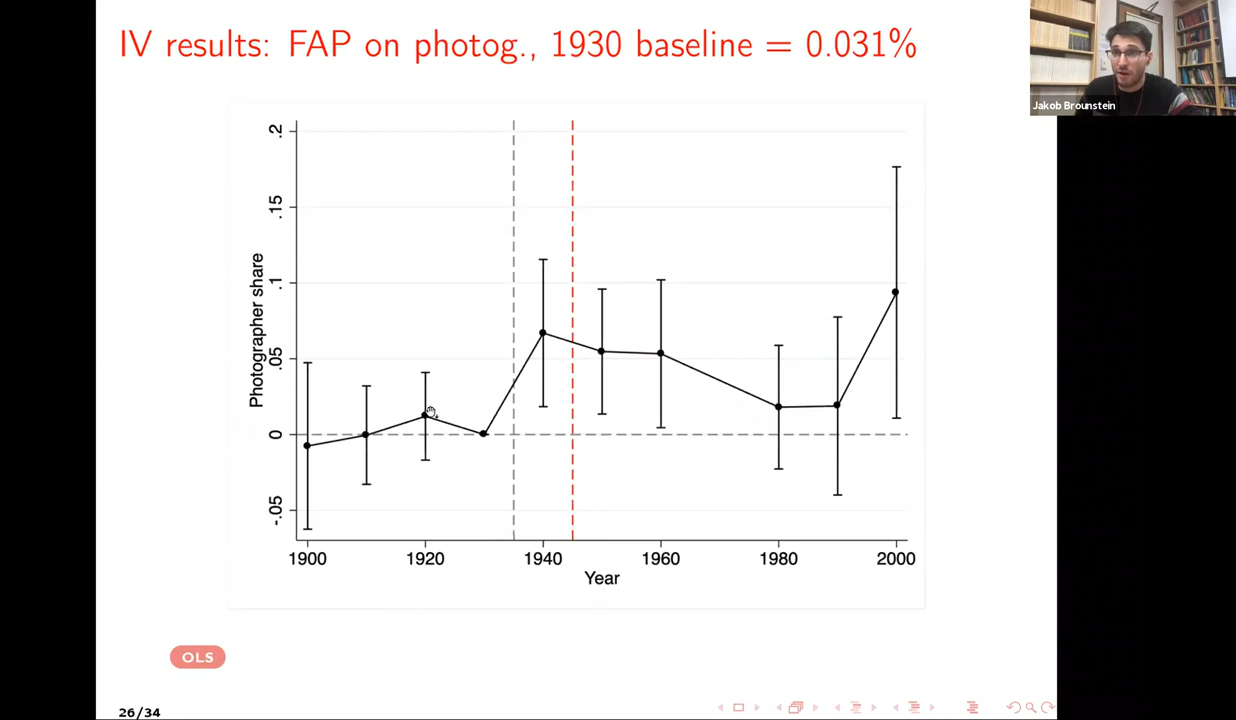 IV results: FAP on photog., 1930 baseline = 0.031%
Jakob Brounstein
Photographer share
.2
.15
.1
.05
0
-.05
1900 1920 1940 1960 1980 2000
Year
OLS
26/34